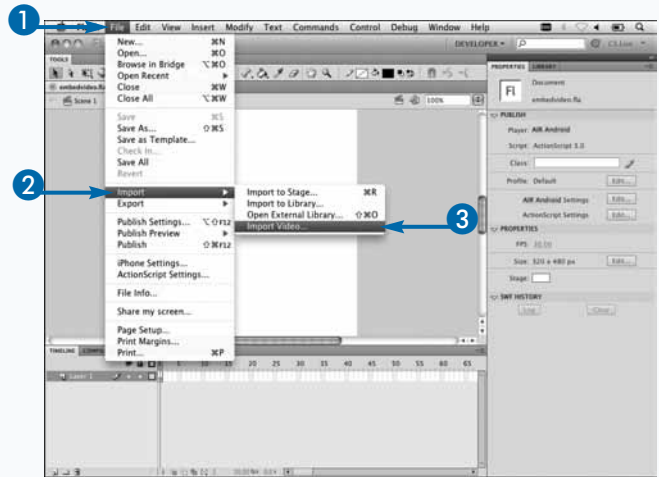 1
File Edit View Insert Modify Text Commands Control Debug Window Help
DEVELOPER CS Live
TOOLS
Scene 1
100%
New... ⌘N
Open... ⌘O
Browse in Bridge ⌥⌘O
Open Recent
Close ⌘W
Close All ⌥⌘W
Save ⌘S
Save As... ⇧⌘S
Save as Template...
Check In...
Save All
Revert
2
Import
Export
Publish Settings... ⌥⇧F12
Publish Preview
Publish ⇧⌘F12
iPhone Settings...
ActionScript Settings...
File Info...
Share my screen...
Page Setup...
Print Margins...
Print... ⌘P
Import to Stage... ⌘R
Import to Library...
Open External Library... ⇧⌘O
Import Video...
3
PROPERTIES LIBRARY
Fl
Document
embedvideo.fla
PUBLISH
Player: AIR Android
Script: ActionScript 3.0
Class:
Profile: Default Edit...
AIR Android Settings Edit...
ActionScript Settings Edit...
PROPERTIES
FPS:
Size: 320 x 480 px Edit...
Stage:
SWF HISTORY
Log Clear
TIMELINE
5 10 15 20 25 30 35 40 45 50 55 60 65
Layer 1